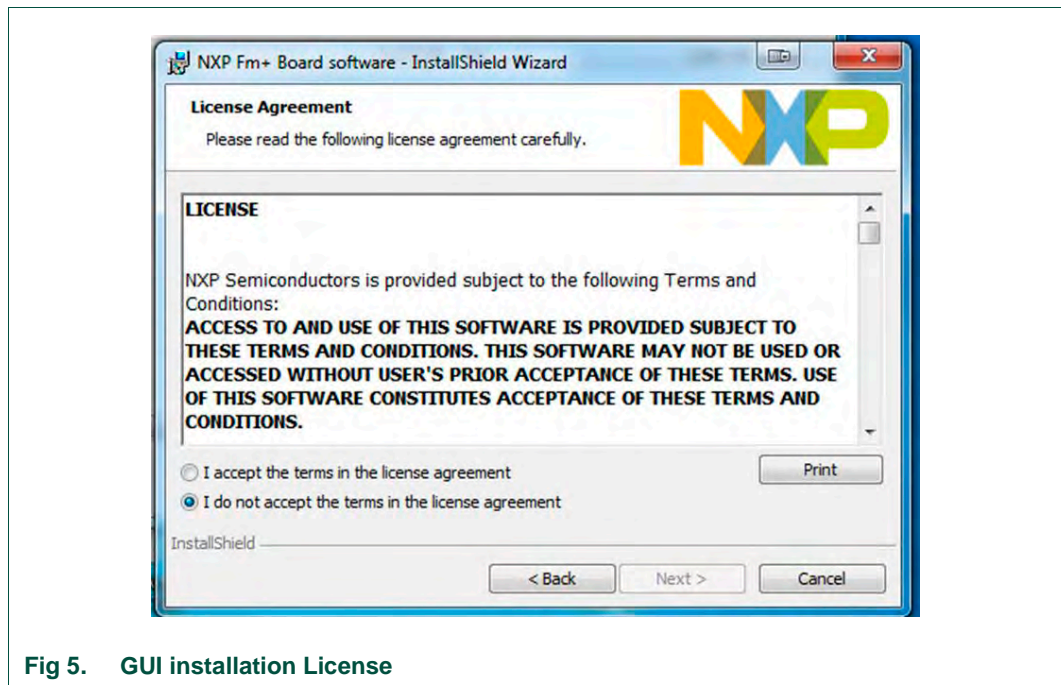 NXP Fm+ Board software - InstallShield Wizard
License Agreement
Please read the following license agreement carefully.
NXP
LICENSE
NXP Semiconductors is provided subject to the following Terms and
Conditions:
ACCESS TO AND USE OF THIS SOFTWARE IS PROVIDED SUBJECT TO
THESE TERMS AND CONDITIONS. THIS SOFTWARE MAY NOT BE USED OR
ACCESSED WITHOUT USER'S PRIOR ACCEPTANCE OF THESE TERMS. USE
OF THIS SOFTWARE CONSTITUTES ACCEPTANCE OF THESE TERMS AND
CONDITIONS.
I accept the terms in the license agreement
Print
I do not accept the terms in the license agreement
InstallShield
< Back Next > Cancel
Fig 5. GUI installation License